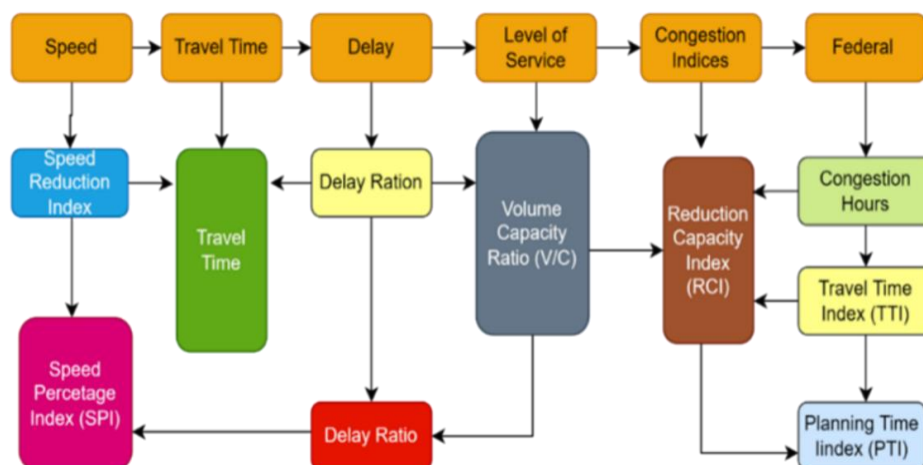 Speed
Travel Time
Delay
Level of
Service
Congestion
Indices
Federal
Speed
Reduction
Index
Travel
Time
Delay Ration
Volume
Capacity
Ratio (V/C)
Reduction
Capacity
Index
(RCI)
Congestion
Hours
Travel Time
Index (TTI)
Speed
Percetage
Index (SPI)
Delay Ratio
Planning Time
Iindex (PTI)